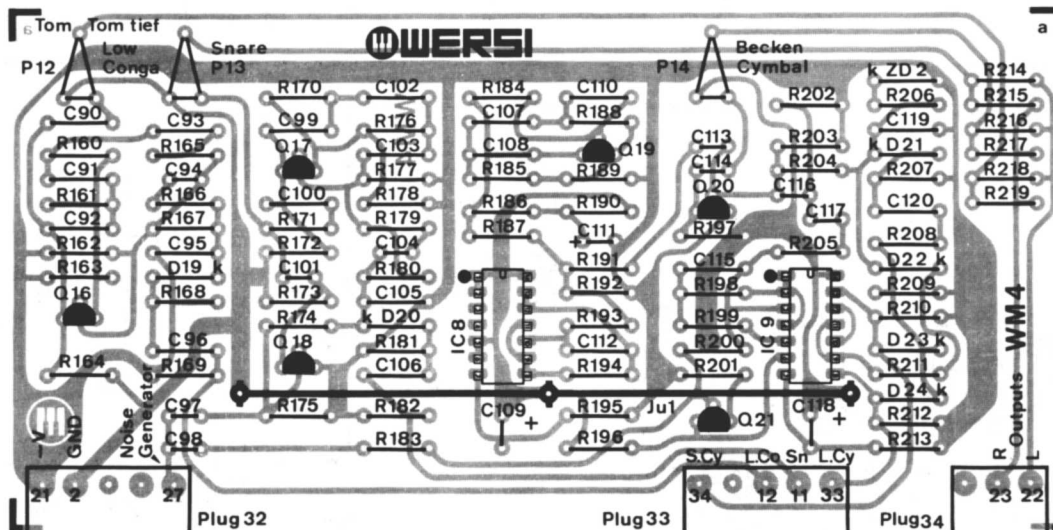 a Tom Tom tief
Low Conga
P12
Snare
P13
WERSI
Becken
Cymbal
P14
a
C90
R160
C91
R161
C92
R162
R163
Q16
R164
C93
R165
C94
R166
R167
C95
D19 k
R168
C96
R169
C97
C98
R170
C99
Q17
C100
R171
R172
C101
R173
R174
Q18
R175
C102
R176
C103
R177
R178
R179
C104
R180
C105
k D20
R181
C106
R182
R183
R184
C107
C108
R185
R186
R187
IC8
u
C109
+
C110
R188
Q19
R189
R190
+ C111
R191
R192
R193
C112
R194
R195
R196
Ju1
C113
C114
Q20
R197
C115
R198
R199
R200
R201
Q21
R202
R203
R204
C116
C117
R205
IC9
u
C118
+
k ZD2
R206
C119
k D21
R207
C120
R208
D22 k
R209
R210
D23 k
R211
D24 k
R212
R213
R214
R215
R216
R217
R218
R219
WM4
Outputs
R
L
-V
GND
Noise
Generator
21 2 27
Plug32
S.Cy L.Co Sn L.Cy
34 12 11 33
Plug33
23 22
Plug34